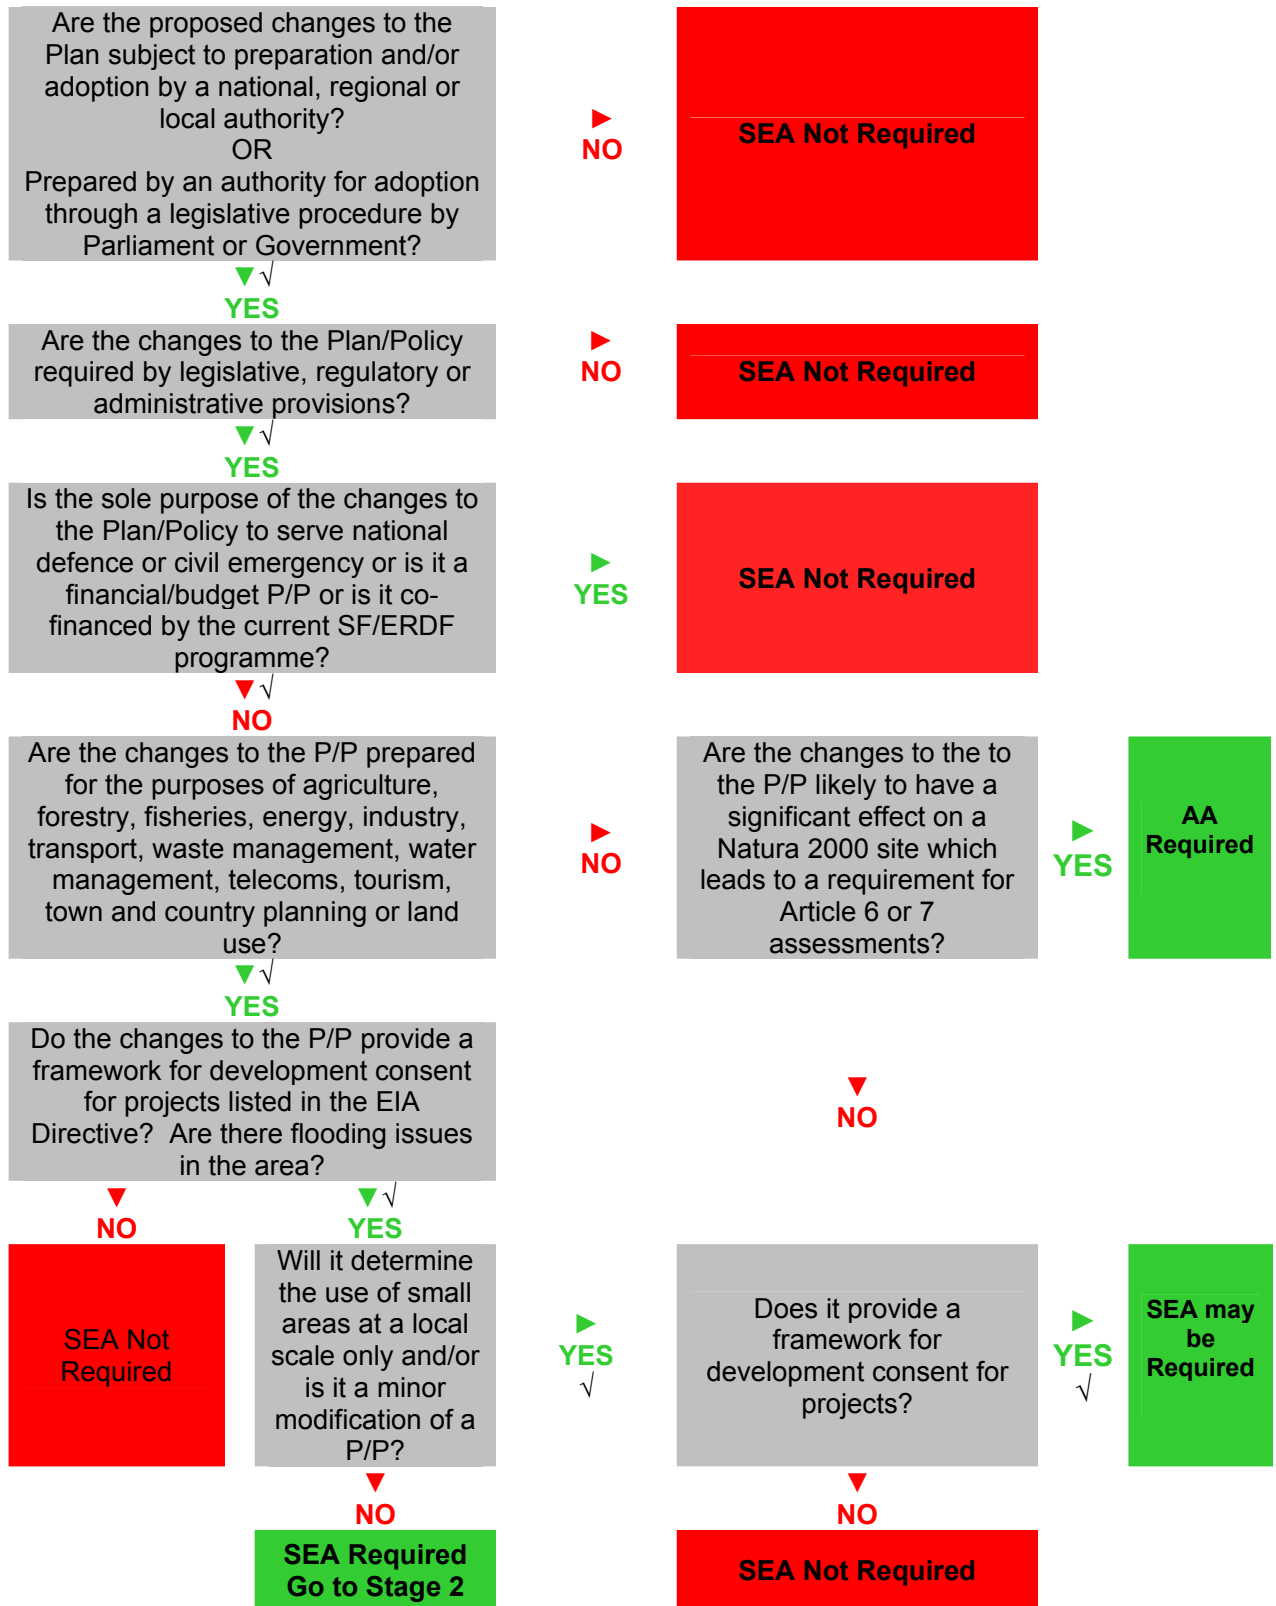 Are the proposed changes to the
Plan subject to preparation and/or
adoption by a national, regional or
local authority?
OR
Prepared by an authority for adoption
through a legislative procedure by
Parliament or Government?
►
NO
SEA Not Required
▼ √
YES
Are the changes to the Plan/Policy
required by legislative, regulatory or
administrative provisions?
►
NO
SEA Not Required
▼ √
YES
Is the sole purpose of the changes to
the Plan/Policy to serve national
defence or civil emergency or is it a
financial/budget P/P or is it co-
financed by the current SF/ERDF
programme?
►
YES
SEA Not Required
▼ √
NO
Are the changes to the P/P prepared
for the purposes of agriculture,
forestry, fisheries, energy, industry,
transport, waste management, water
management, telecoms, tourism,
town and country planning or land
use?
►
NO
Are the changes to the to
the P/P likely to have a
significant effect on a
Natura 2000 site which
leads to a requirement for
Article 6 or 7
assessments?
►
YES
AA
Required
▼ √
YES
Do the changes to the P/P provide a
framework for development consent
for projects listed in the EIA
Directive?  Are there flooding issues
in the area?
▼
NO
▼
NO
▼ √
YES
SEA Not
Required
Will it determine
the use of small
areas at a local
scale only and/or
is it a minor
modification of a
P/P?
►
YES
√
Does it provide a
framework for
development consent for
projects?
►
YES
√
SEA may
be
Required
▼
NO
▼
NO
SEA Required
Go to Stage 2
SEA Not Required